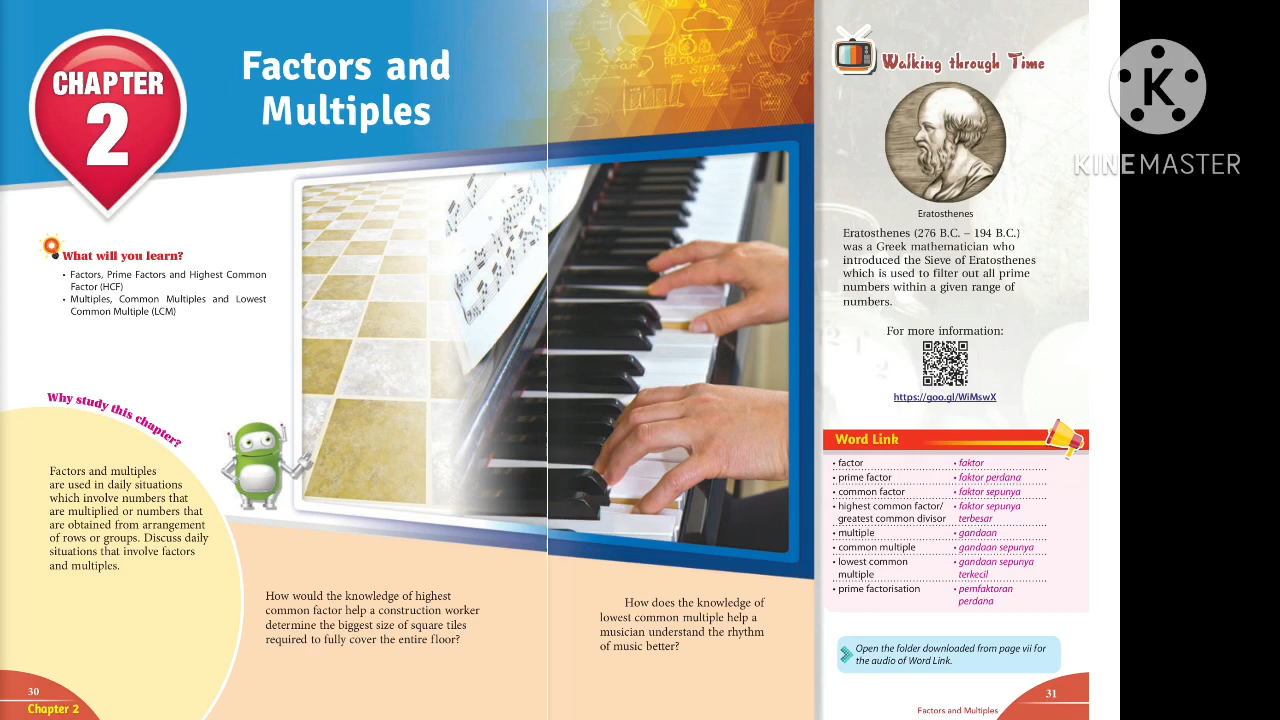 CHAPTER
2
Factors and
Multiples
What will you learn?
• Factors, Prime Factors and Highest Common
Factor (HCF)
• Multiples, Common Multiples and Lowest
Common Multiple (LCM)
Why study this chapter?
Factors and multiples
are used in daily situations
which involve numbers that
are multiplied or numbers that
are obtained from arrangement
of rows or groups. Discuss daily
situations that involve factors
and multiples.
How would the knowledge of highest
common factor help a construction worker
determine the biggest size of square tiles
required to fully cover the entire floor?
How does the knowledge of
lowest common multiple help a
musician understand the rhythm
of music better?
30
Chapter 2
Walking through Time
Eratosthenes
Eratosthenes (276 B.C. – 194 B.C.)
was a Greek mathematician who
introduced the Sieve of Eratosthenes
which is used to filter out all prime
numbers within a given range of
numbers.
For more information:
https://goo.gl/WiMswX
Word Link
• factor • faktor
• prime factor • faktor perdana
• common factor • faktor sepunya
• highest common factor/ • faktor sepunya
greatest common divisor terbesar
• multiple • gandaan
• common multiple • gandaan sepunya
• lowest common • gandaan sepunya
multiple terkecil
• prime factorisation • pemfaktoran
perdana
Open the folder downloaded from page vii for
the audio of Word Link.
31
Factors and Multiples
K
KINEMASTER